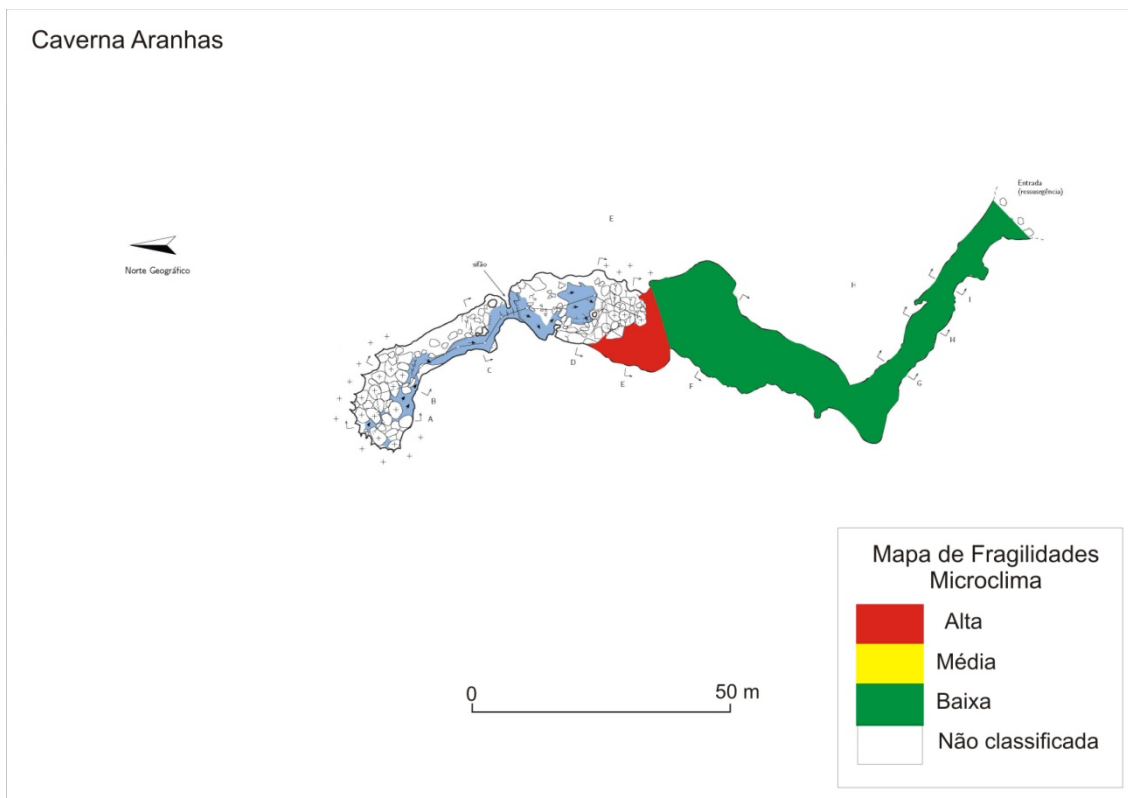 Caverna Aranhas
Entrada
(ressurgência)
E
Norte Geográfico
sifão
H
I
H
G
F
E
D
C
B
A
0 50 m
Mapa de Fragilidades
Microclima
Alta
Média
Baixa
Não classificada